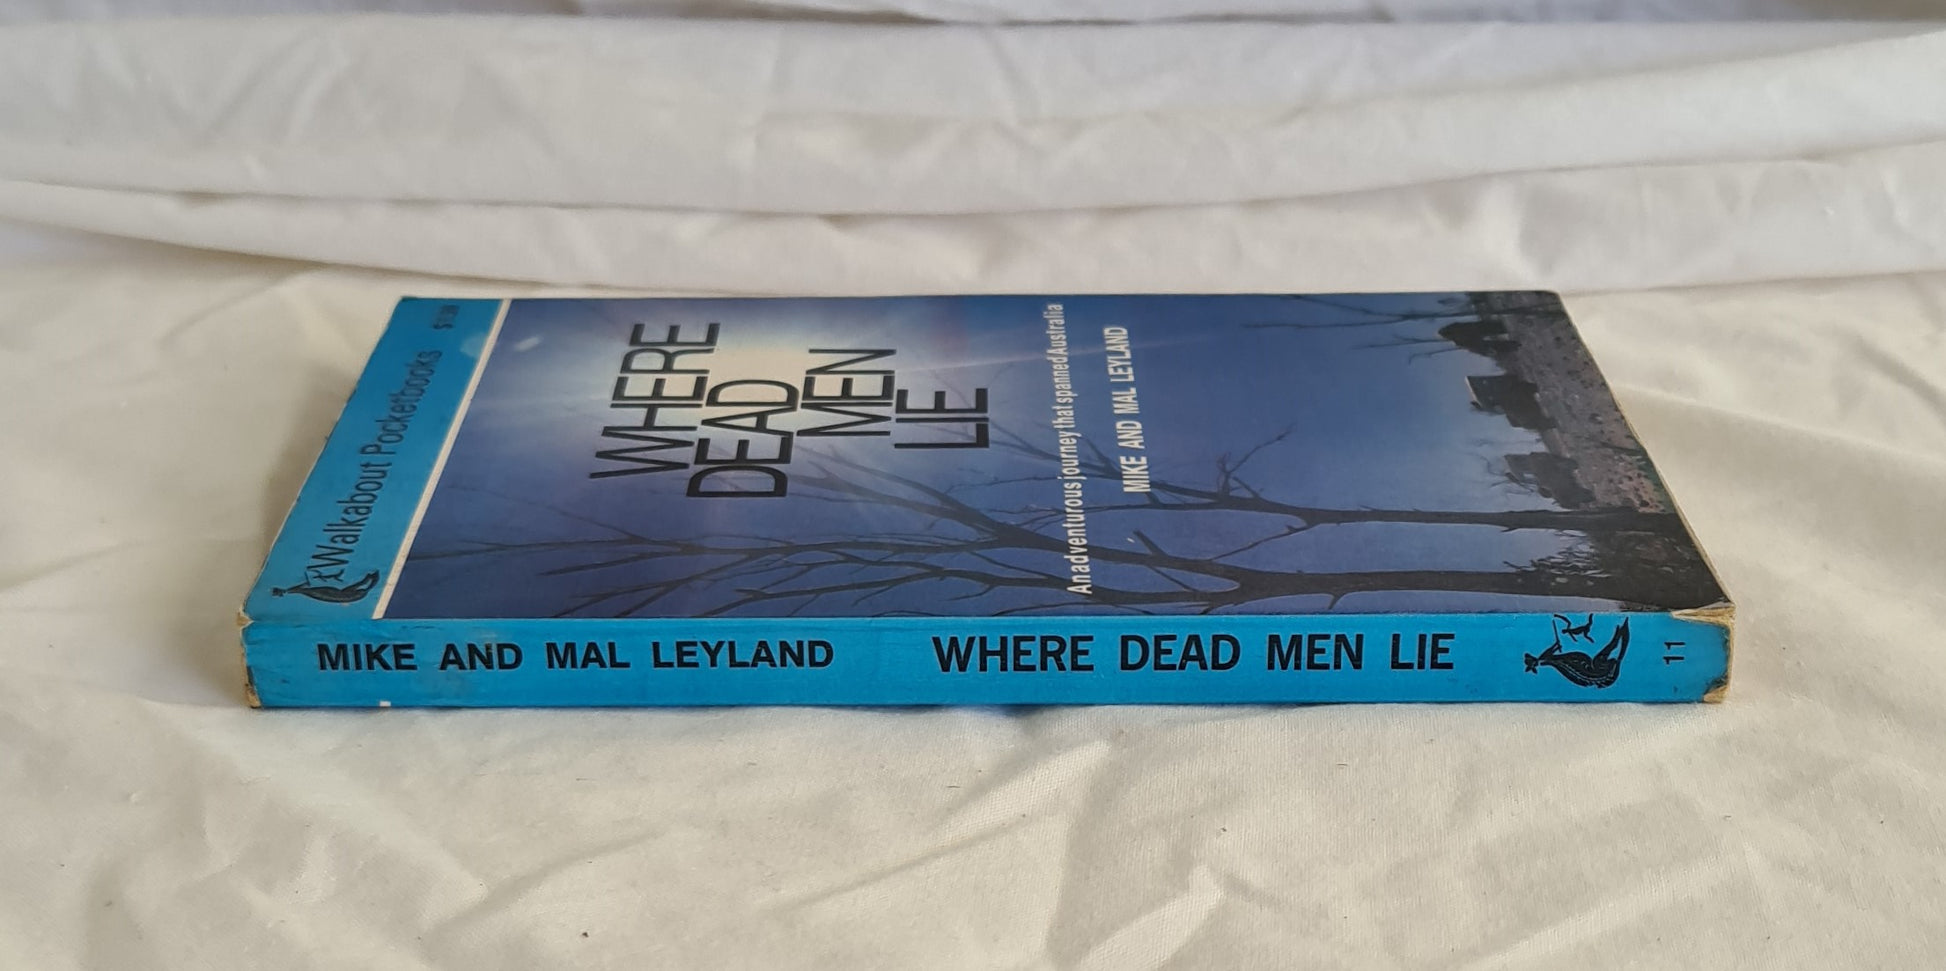 Walkabout Pocketbooks
WHERE
DEAD
MEN
LIE
An adventurous journey that spanned Australia
MIKE AND MAL LEYLAND
MIKE AND MAL LEYLAND WHERE DEAD MEN LIE 11